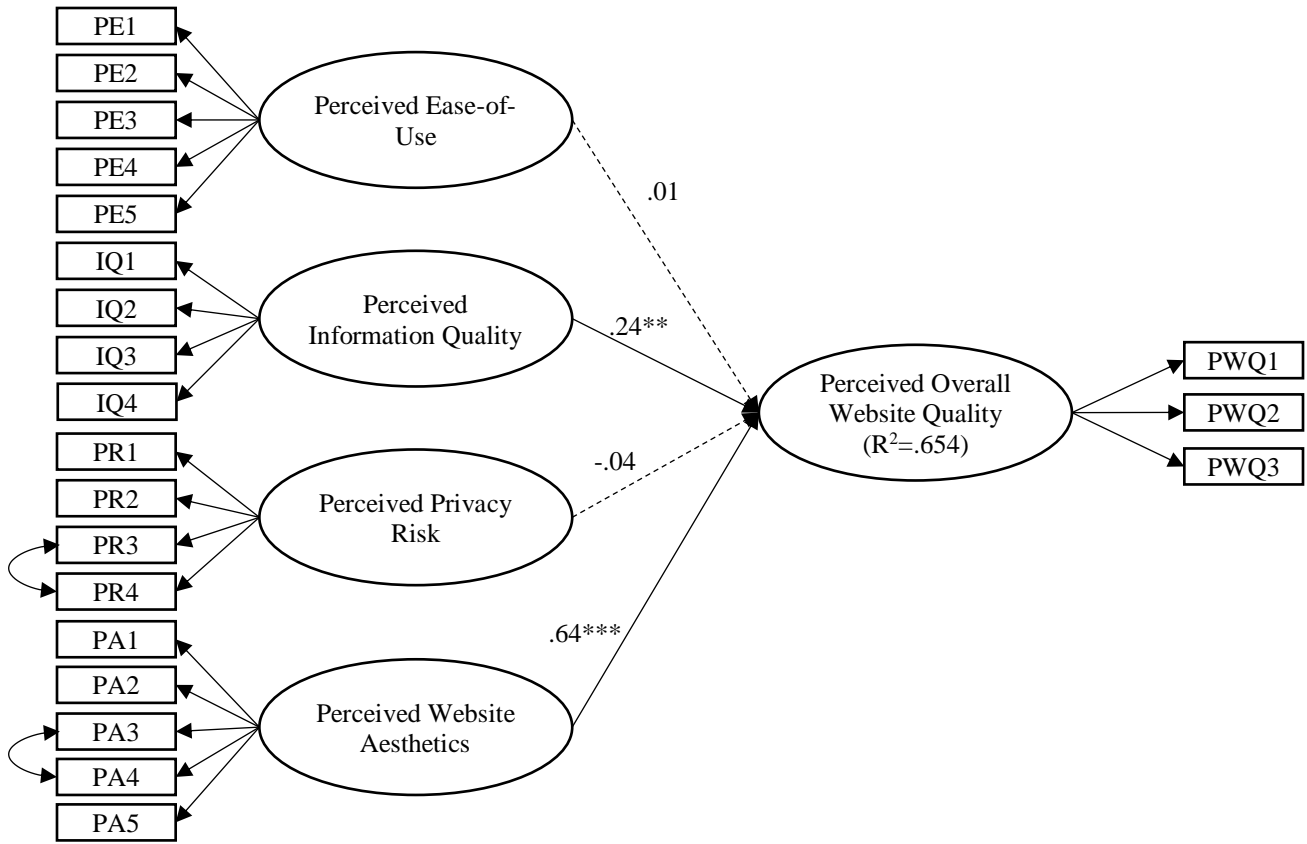 PE1
PE2
PE3
PE4
PE5
Perceived Ease-of-
Use
.01
IQ1
IQ2
IQ3
IQ4
Perceived
Information Quality
.24**
PR1
PR2
PR3
PR4
Perceived Privacy
Risk
-.04
PA1
PA2
PA3
PA4
PA5
Perceived Website
Aesthetics
.64***
Perceived Overall
Website Quality
(R²=.654)
PWQ1
PWQ2
PWQ3